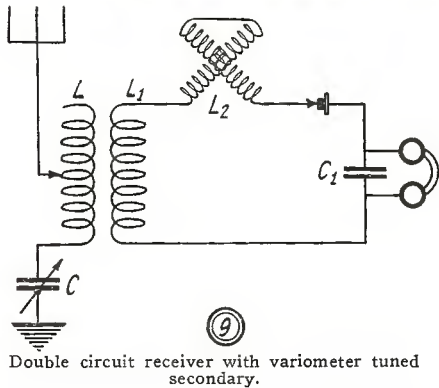 L L₁
L₂
C₁
C
9
Double circuit receiver with variometer tuned
secondary.